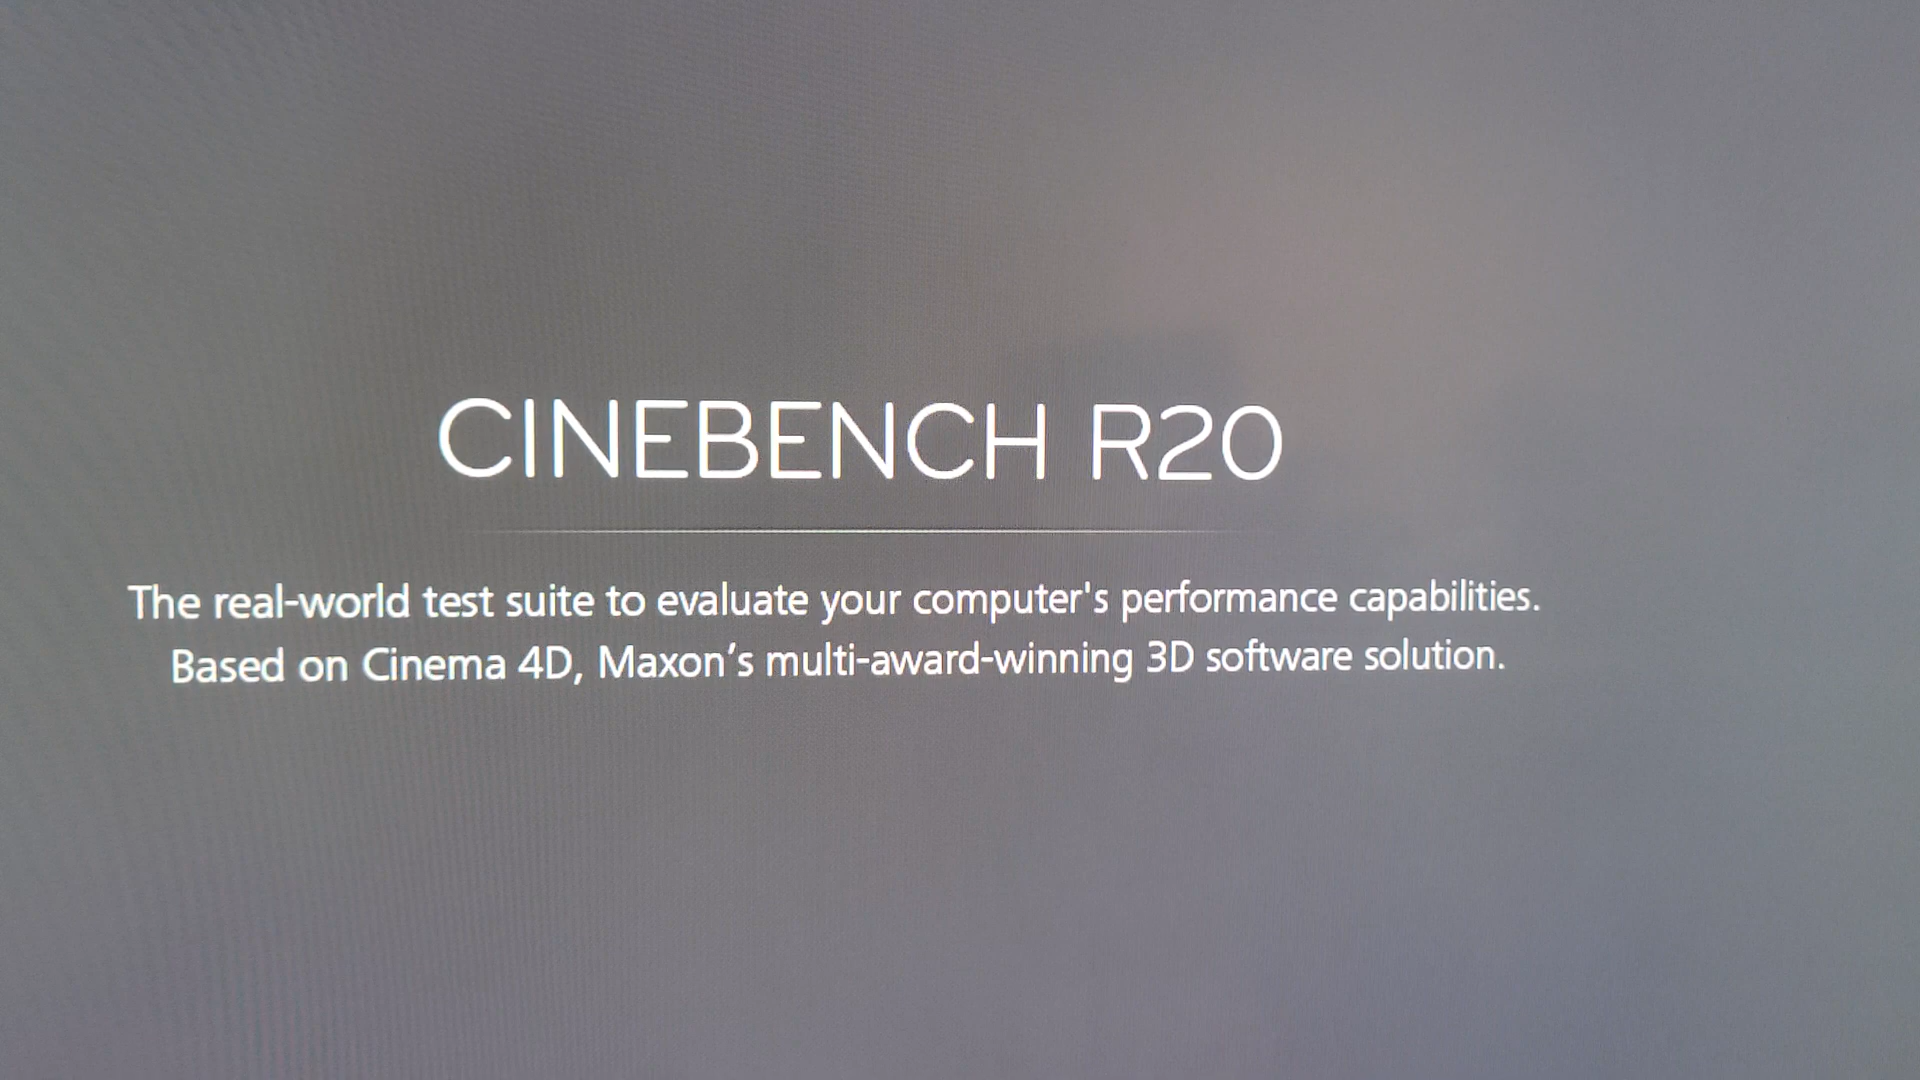 CINEBENCH R20
The real-world test suite to evaluate your computer's performance capabilities.
Based on Cinema 4D, Maxon’s multi-award-winning 3D software solution.